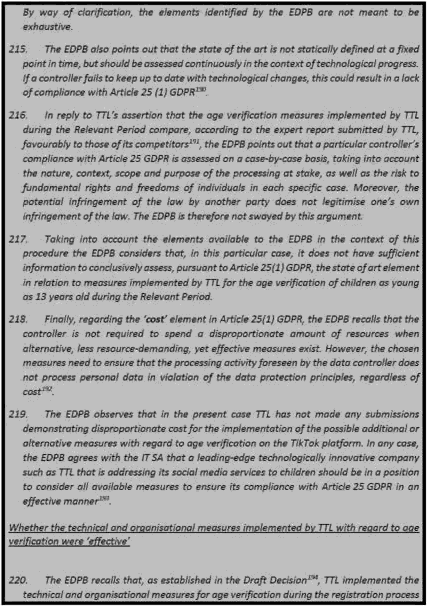 By way of clarification, the elements identified by the EDPB are not meant to be
exhaustive.
215. The EDPB also points out that the state of the art is not statically defined at a fixed
point in time, but should be assessed continuously in the context of technological progress.
If a controller fails to keep up to date with technological changes, this could result in a lack
of compliance with Article 25 (1) GDPR190.
216. In reply to TTL's assertion that the age verification measures implemented by TTL
during the Relevant Period compare, according to the expert report submitted by TTL,
favourably to those of its competitors191, the EDPB points out that a particular controller's
compliance with Article 25 GDPR is assessed on a case-by-case basis, taking into account
the nature, context, scope and purpose of the processing at stake, as well as the risk to
fundamental rights and freedoms of individuals in each specific case. Moreover, the
potential infringement of the law by another party does not legitimise one's own
infringement of the law. The EDPB is therefore not swayed by this argument.
217. Taking into account the elements available to the EDPB in the context of this
procedure the EDPB considers that, in this particular case, it does not have sufficient
information to conclusively assess, pursuant to Article 25(1) GDPR, the state of art element
in relation to measures implemented by TTL for the age verification of children as young
as 13 years old during the Relevant Period.
218. Finally, regarding the 'cost' element in Article 25(1) GDPR, the EDPB recalls that the
controller is not required to spend a disproportionate amount of resources when
alternative, less resource-demanding, yet effective measures exist. However, the chosen
measures need to ensure that the processing activity foreseen by the data controller does
not process personal data in violation of the data protection principles, regardless of
cost192.
219. The EDPB observes that in the present case TTL has not made any submissions
demonstrating disproportionate cost for the implementation of the possible additional or
alternative measures with regard to age verification on the TikTok platform. In any case,
the EDPB agrees with the IT SA that a leading-edge technologically innovative company
such as TTL that is addressing its social media services to children should be in a position
to consider all available measures to ensure its compliance with Article 25 GDPR in an
effective manner193.
Whether the technical and organisational measures implemented by TTL with regard to age
verification were 'effective'
220. The EDPB recalls that, as established in the Draft Decision194, TTL implemented the
technical and organisational measures for age verification during the registration process